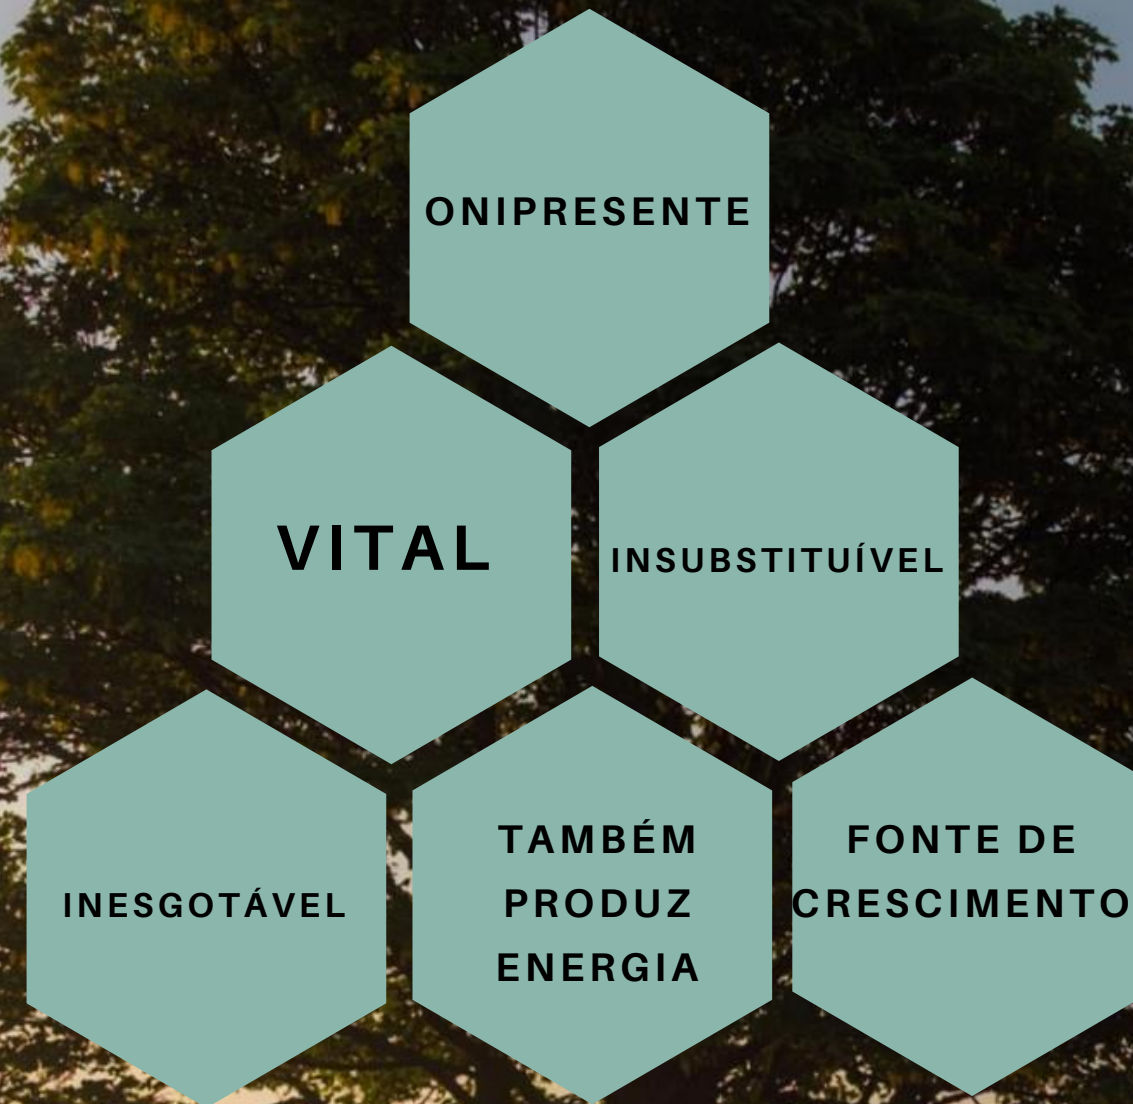 ONIPRESENTE
VITAL
INSUBSTITUÍVEL
INESGOTÁVEL
TAMBÉM
PRODUZ
ENERGIA
FONTE DE
CRESCIMENTO